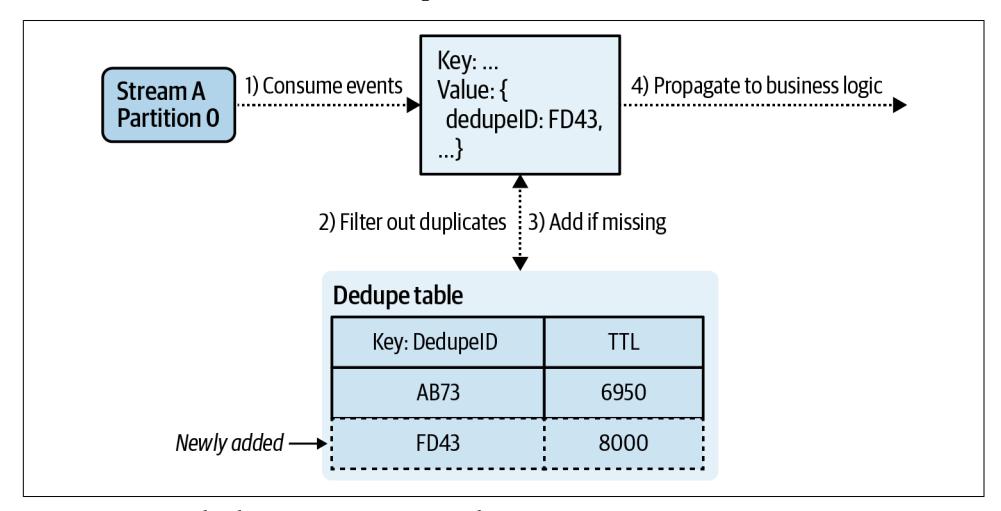 Stream A
Partition 0
1) Consume events
Key: ...
Value: {
dedupeID: FD43,
...}
4) Propagate to business logic
2) Filter out duplicates
3) Add if missing
Dedupe table
Key: DedupeID TTL
AB73 6950
Newly added
FD43 8000